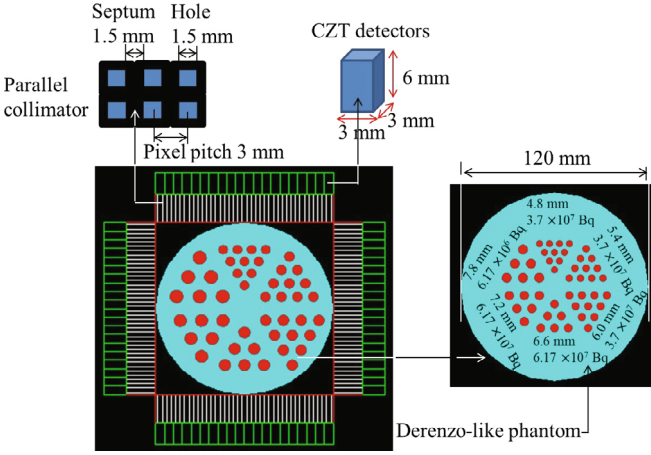 Septum
1.5 mm
Hole
1.5 mm
CZT detectors
Parallel
collimator
6 mm
3 mm
3 mm
Pixel pitch 3 mm
120 mm
4.8 mm
3.7 ×10⁷ Bq
5.4 mm
3.7 ×10⁷ Bq
7.8 mm
6.17 ×10⁶ Bq
7.2 mm
6.17 ×10⁷ Bq
6.0 mm
3.7 ×10⁷ Bq
6.6 mm
6.17 ×10⁷ Bq
Derenzo-like phantom